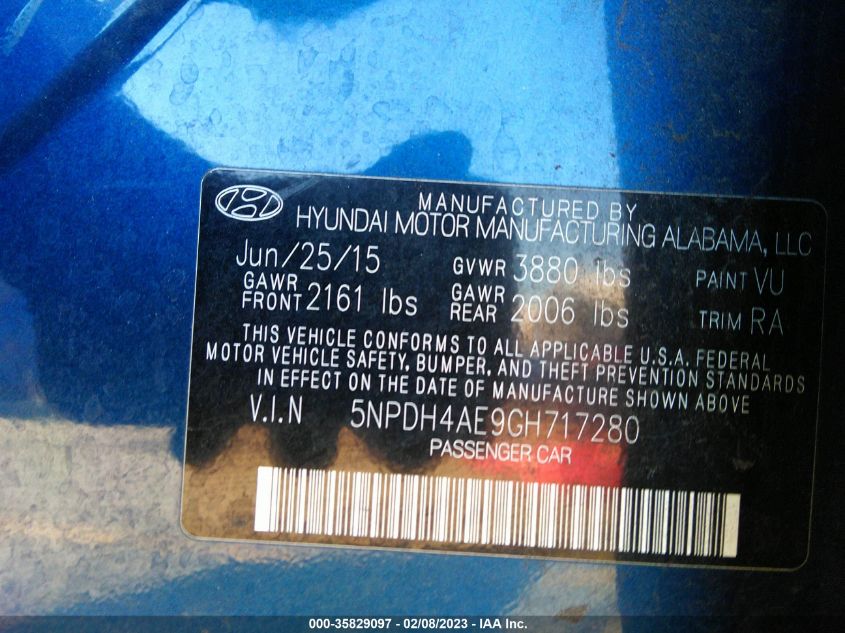 MANUFACTURED BY
HYUNDAI MOTOR MANUFACTURING ALABAMA, LLC
Jun/25/15 GVWR 3880 lbs PAINT VU
GAWR FRONT 2161 lbs GAWR REAR 2006 lbs TRIM RA
THIS VEHICLE CONFORMS TO ALL APPLICABLE U.S.A. FEDERAL
MOTOR VEHICLE SAFETY, BUMPER, AND THEFT PREVENTION STANDARDS
IN EFFECT ON THE DATE OF MANUFACTURE SHOWN ABOVE
V.I.N 5NPDH4AE9GH717280
PASSENGER CAR
000-35829097 - 02/08/2023 - IAA Inc.